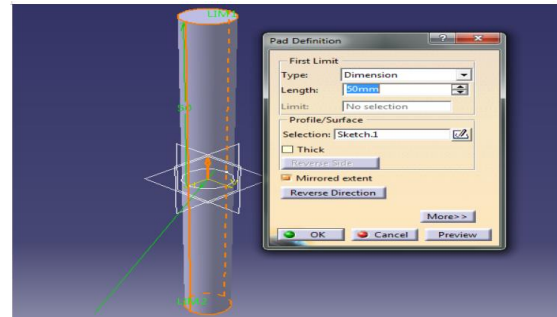 LIM1
50
LIM2
Pad Definition
First Limit
Type: Dimension
Length: 50mm
Limit: No selection
Profile/Surface
Selection: Sketch.1
Thick
Reverse Side
Mirrored extent
Reverse Direction
More>>
OK Cancel Preview